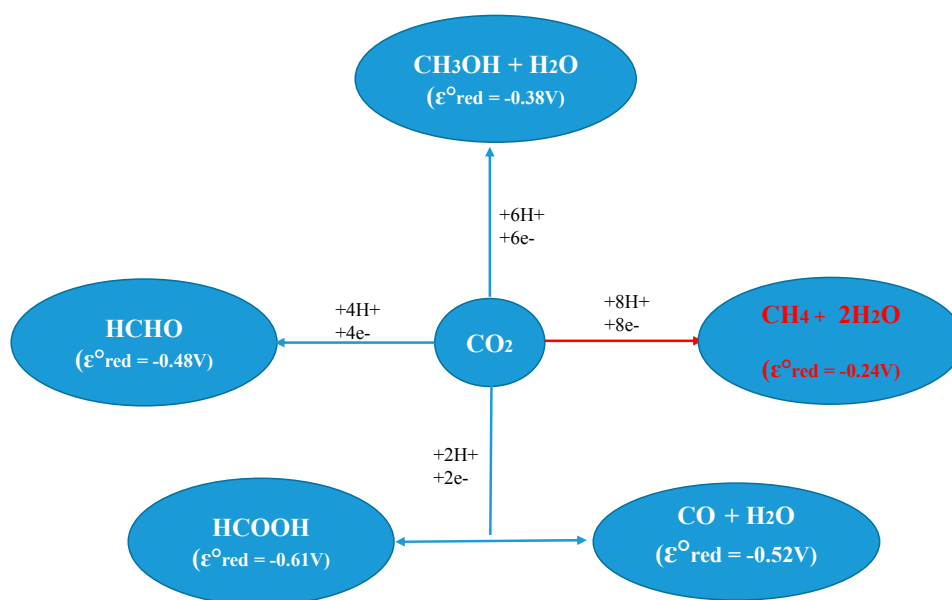 CH3OH + H2O
(ε°red = -0.38V)
+6H+
+6e-
+4H+
+4e-
+8H+
+8e-
HCHO
(ε°red = -0.48V)
CO2
CH4 + 2H2O
(ε°red = -0.24V)
+2H+
+2e-
HCOOH
(ε°red = -0.61V)
CO + H2O
(ε°red = -0.52V)